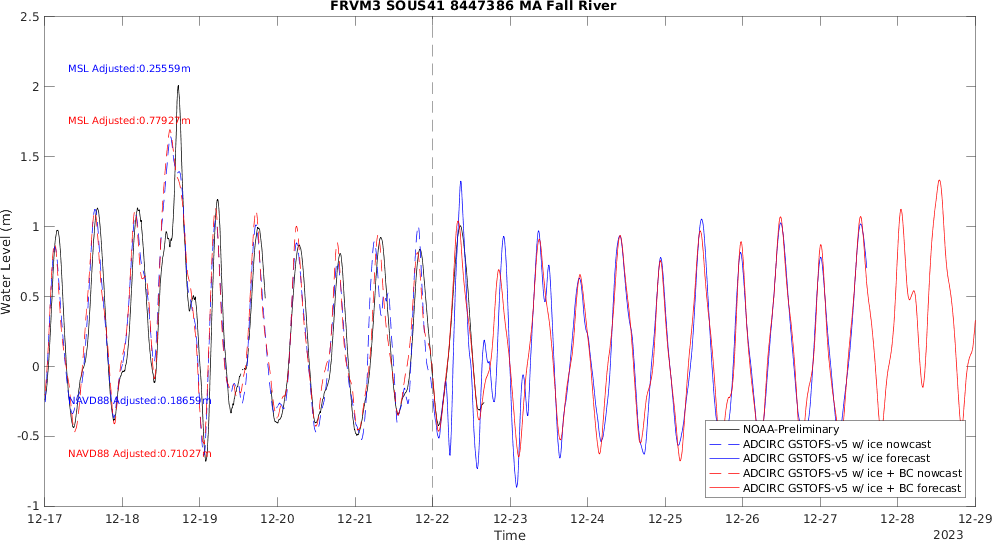 FRVM3 SOUS41 8447386 MA Fall River
Water Level (m)
2.5
2
1.5
1
0.5
0
-0.5
-1
MSL Adjusted:0.25559m
MSL Adjusted:0.77927m
NAVD88 Adjusted:0.18659m
NAVD88 Adjusted:0.71027m
NOAA-Preliminary
ADCIRC GSTOFS-v5 w/ ice nowcast
ADCIRC GSTOFS-v5 w/ ice forecast
ADCIRC GSTOFS-v5 w/ ice + BC nowcast
ADCIRC GSTOFS-v5 w/ ice + BC forecast
12-17 12-18 12-19 12-20 12-21 12-22 12-23 12-24 12-25 12-26 12-27 12-28 12-29
Time
2023